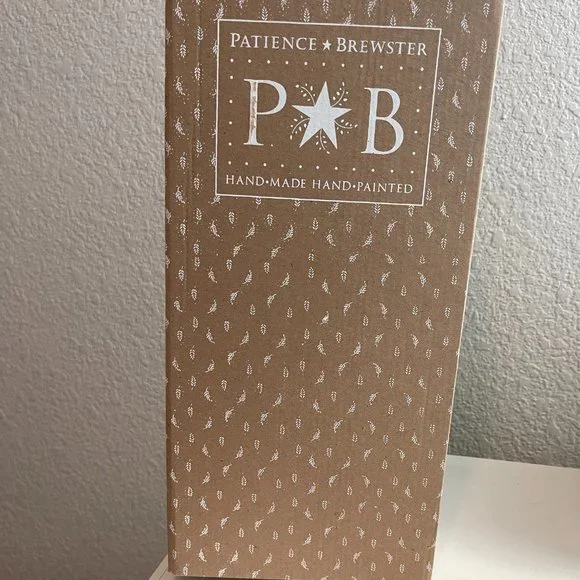 PATIENCE ★ BREWSTER
P ★ B
HAND•MADE HAND•PAINTED